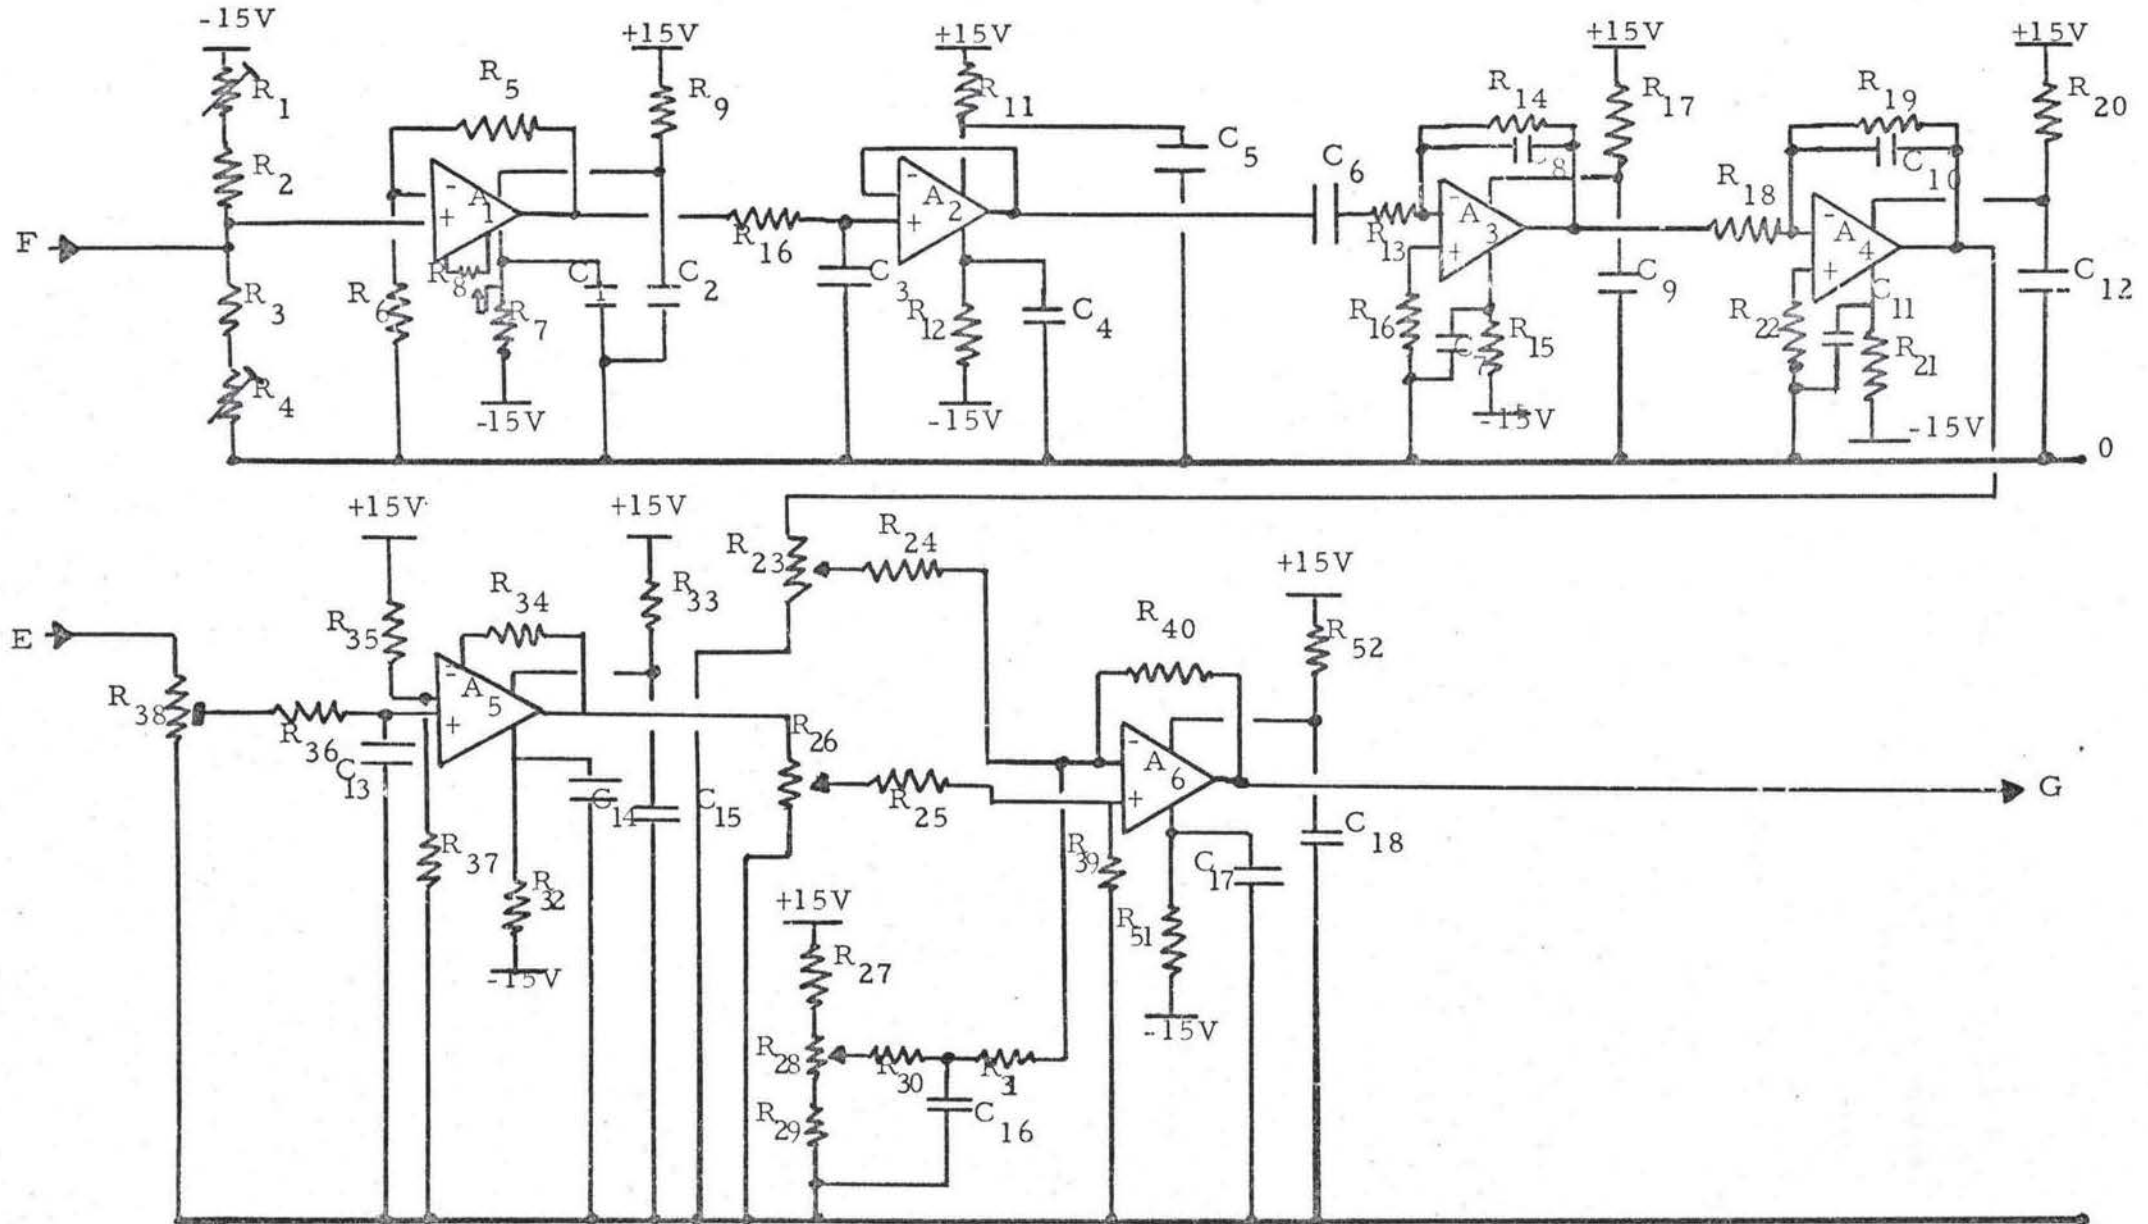 -15V
+15V
+15V
+15V
+15V
R1
R5
R9
R11
R14
R17
R19
R20
R2
C5
C6
C8
C10
R18
A1
A2
A3
A4
-
+
-
+
-
+
-
+
F
R16
R13
R3
R6
R8
C1
C2
C3
R12
C4
R16
C7
R15
C9
R22
C11
R21
C12
R7
R4
-15V
-15V
-15V
-15V
0
+15V
+15V
R23
R24
+15V
R35
R34
R33
R40
R52
E
A5
-
+
R38
R36
C13
R26
R25
C14
C15
A6
-
+
G
R37
R32
R39
C17
C18
R51
-15V
+15V
R27
-15V
R28
R30
R31
R29
C16